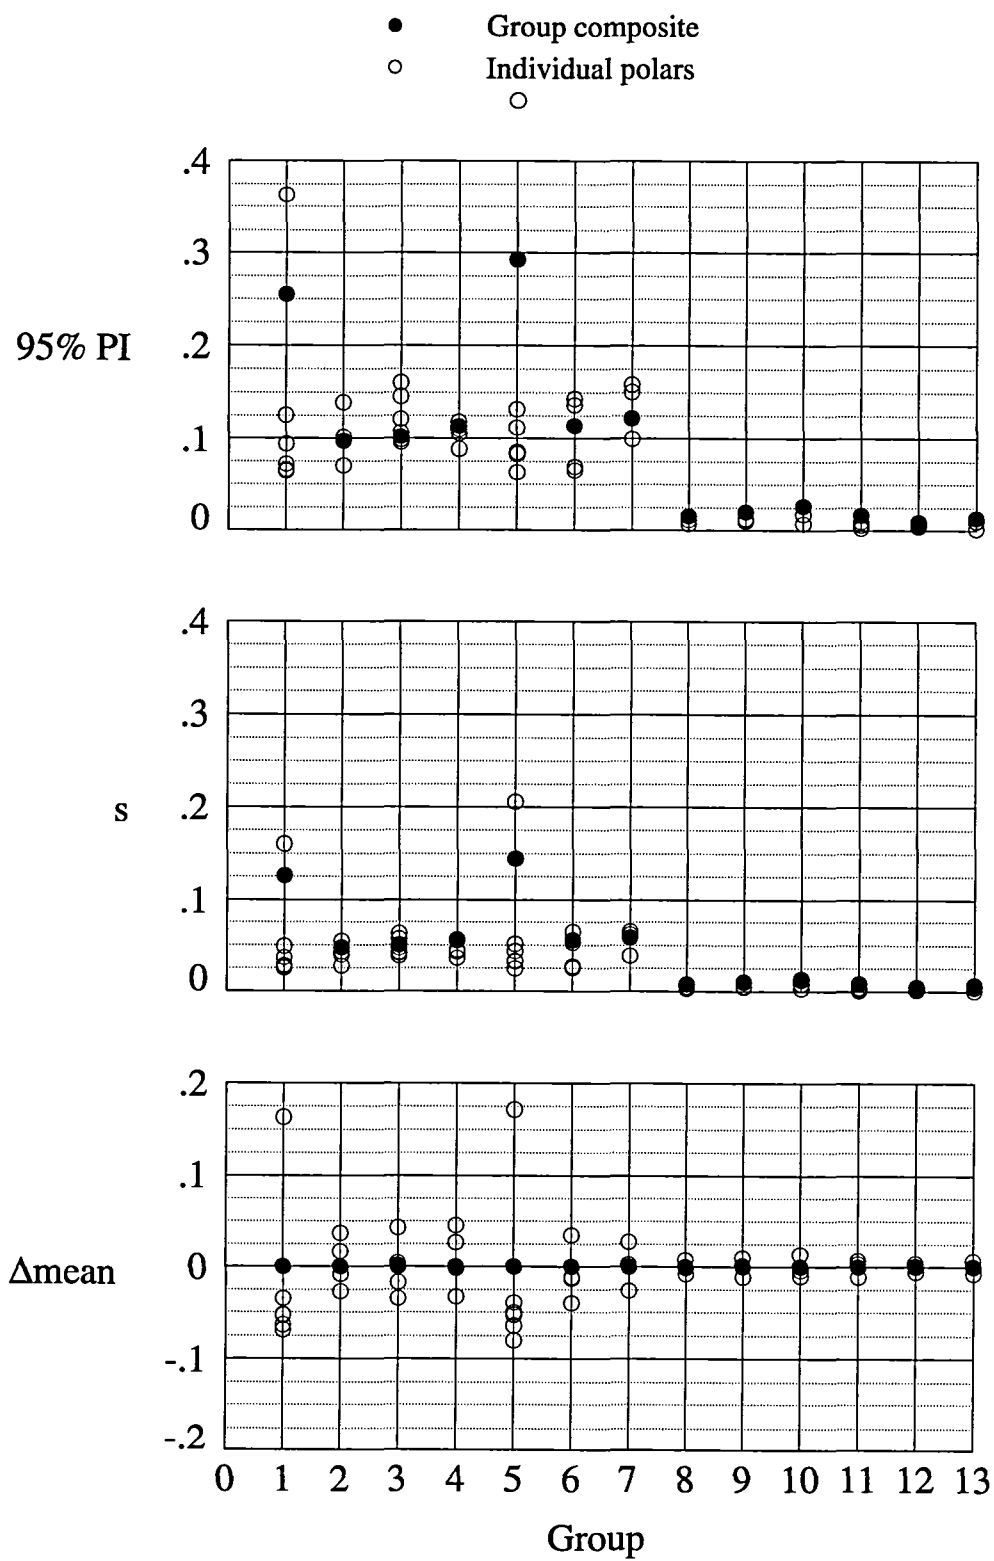 Group composite
Individual polars
.4
.3
.2
.1
0
95% PI
.4
.3
.2
.1
0
s
.2
.1
0
-.1
-.2
Δmean
0 1 2 3 4 5 6 7 8 9 10 11 12 13
Group